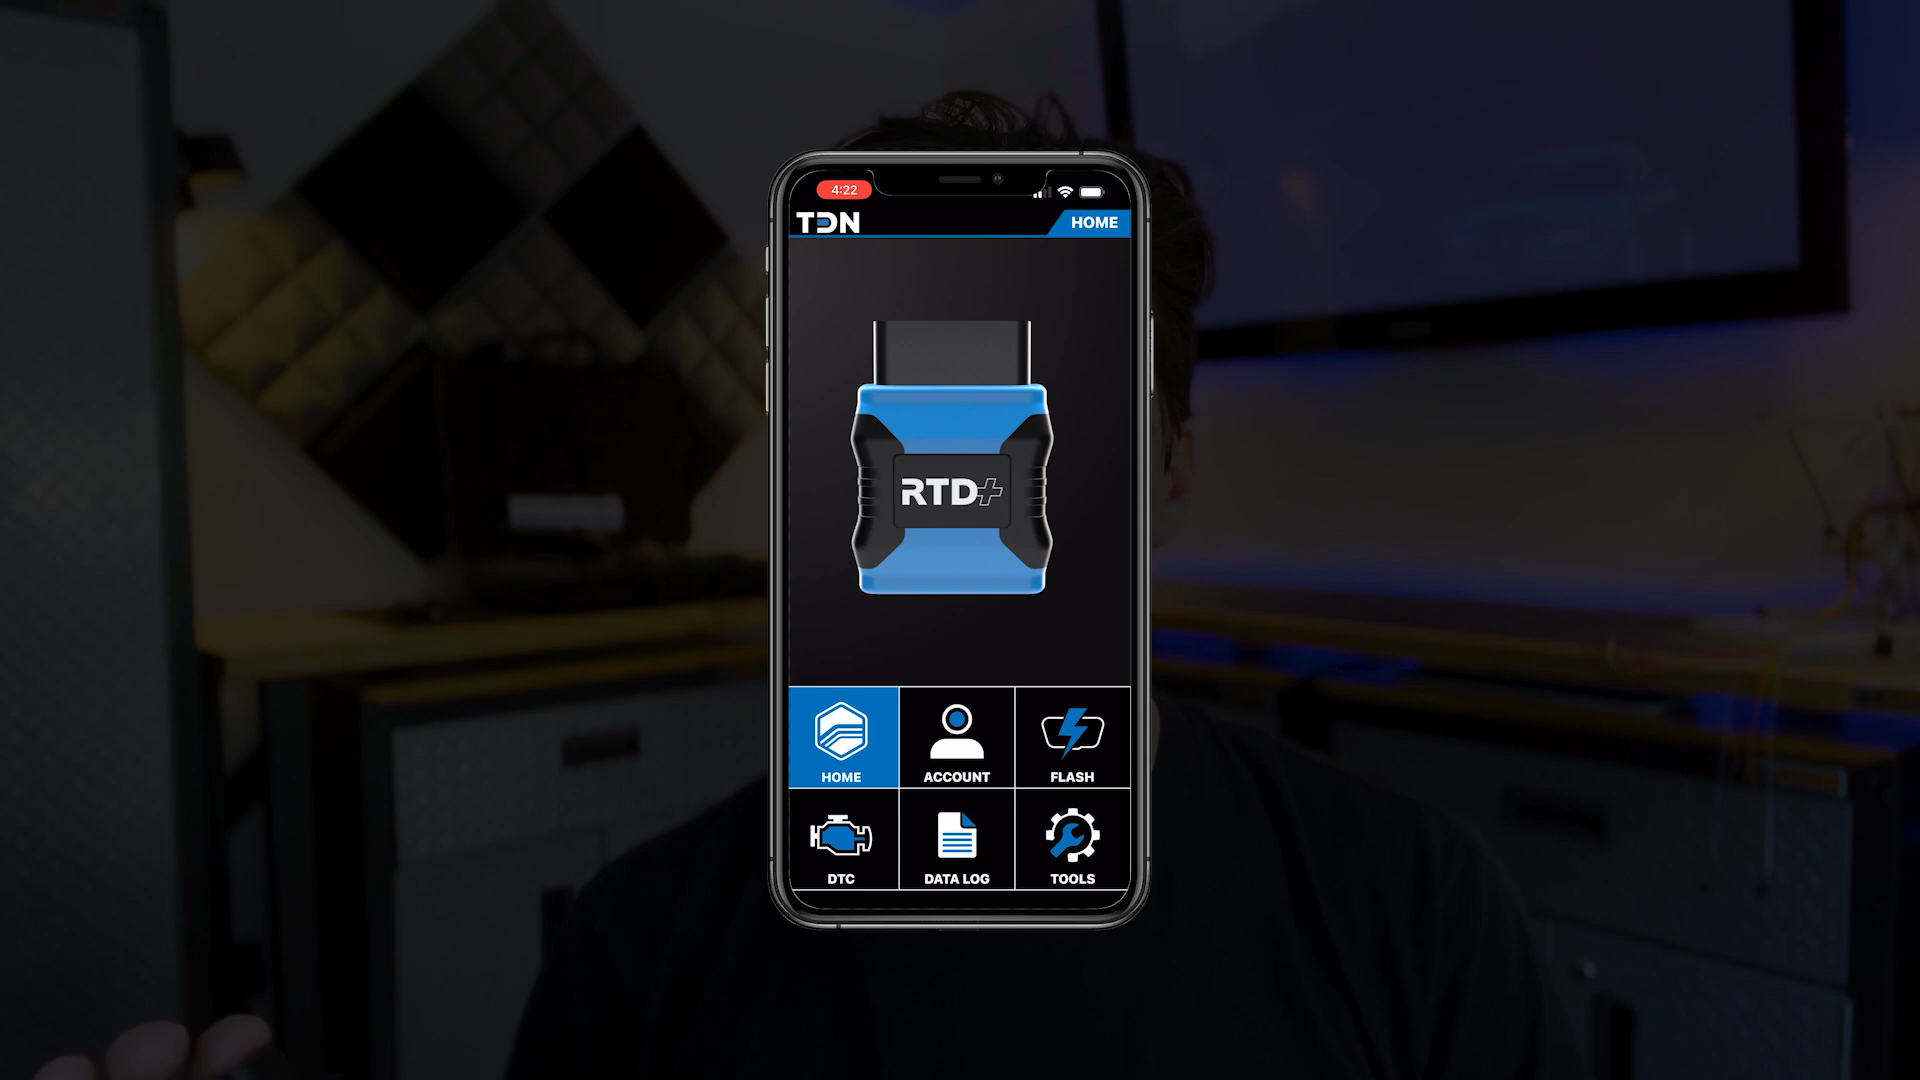 4:22
TDN
HOME
RTD+
HOME
ACCOUNT
FLASH
DTC
DATA LOG
TOOLS